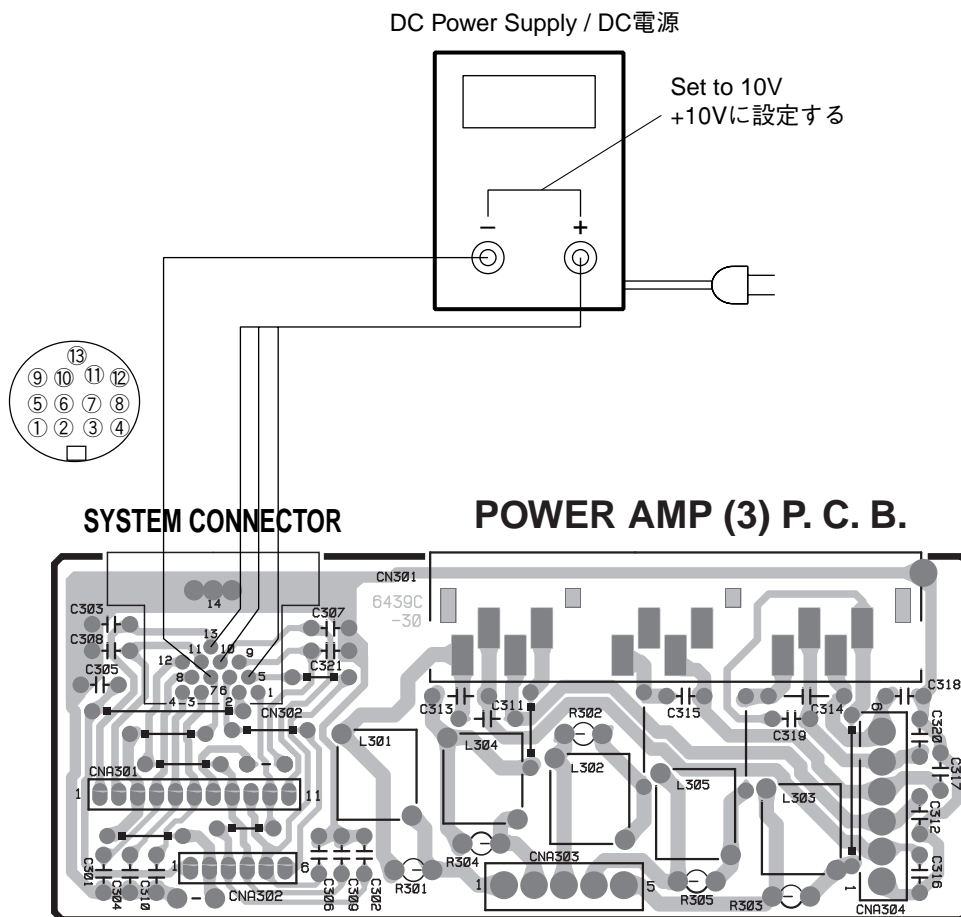 DC Power Supply / DC電源
Set to 10V
+10Vに設定する
− +
⑬
⑨ ⑩ ⑪ ⑫
⑤ ⑥ ⑦ ⑧
① ② ③ ④
SYSTEM CONNECTOR
POWER AMP (3) P. C. B.
CN301
14
6439C
-30
C303
C307
C308
13
11 10 9
12
C305
8 7 6 5
C321
4 3 2 1
CN302
C313
C311
C315
C314
C318
C319
6
C320
L301
L304
R302
L302
L305
L303
C317
CNA301
1 11
C312
R304
CNA303
C301
C304
C310
1 6
CNA302
C306
C309
C302
R301
1 5
R305
R303
1
CNA304
C316